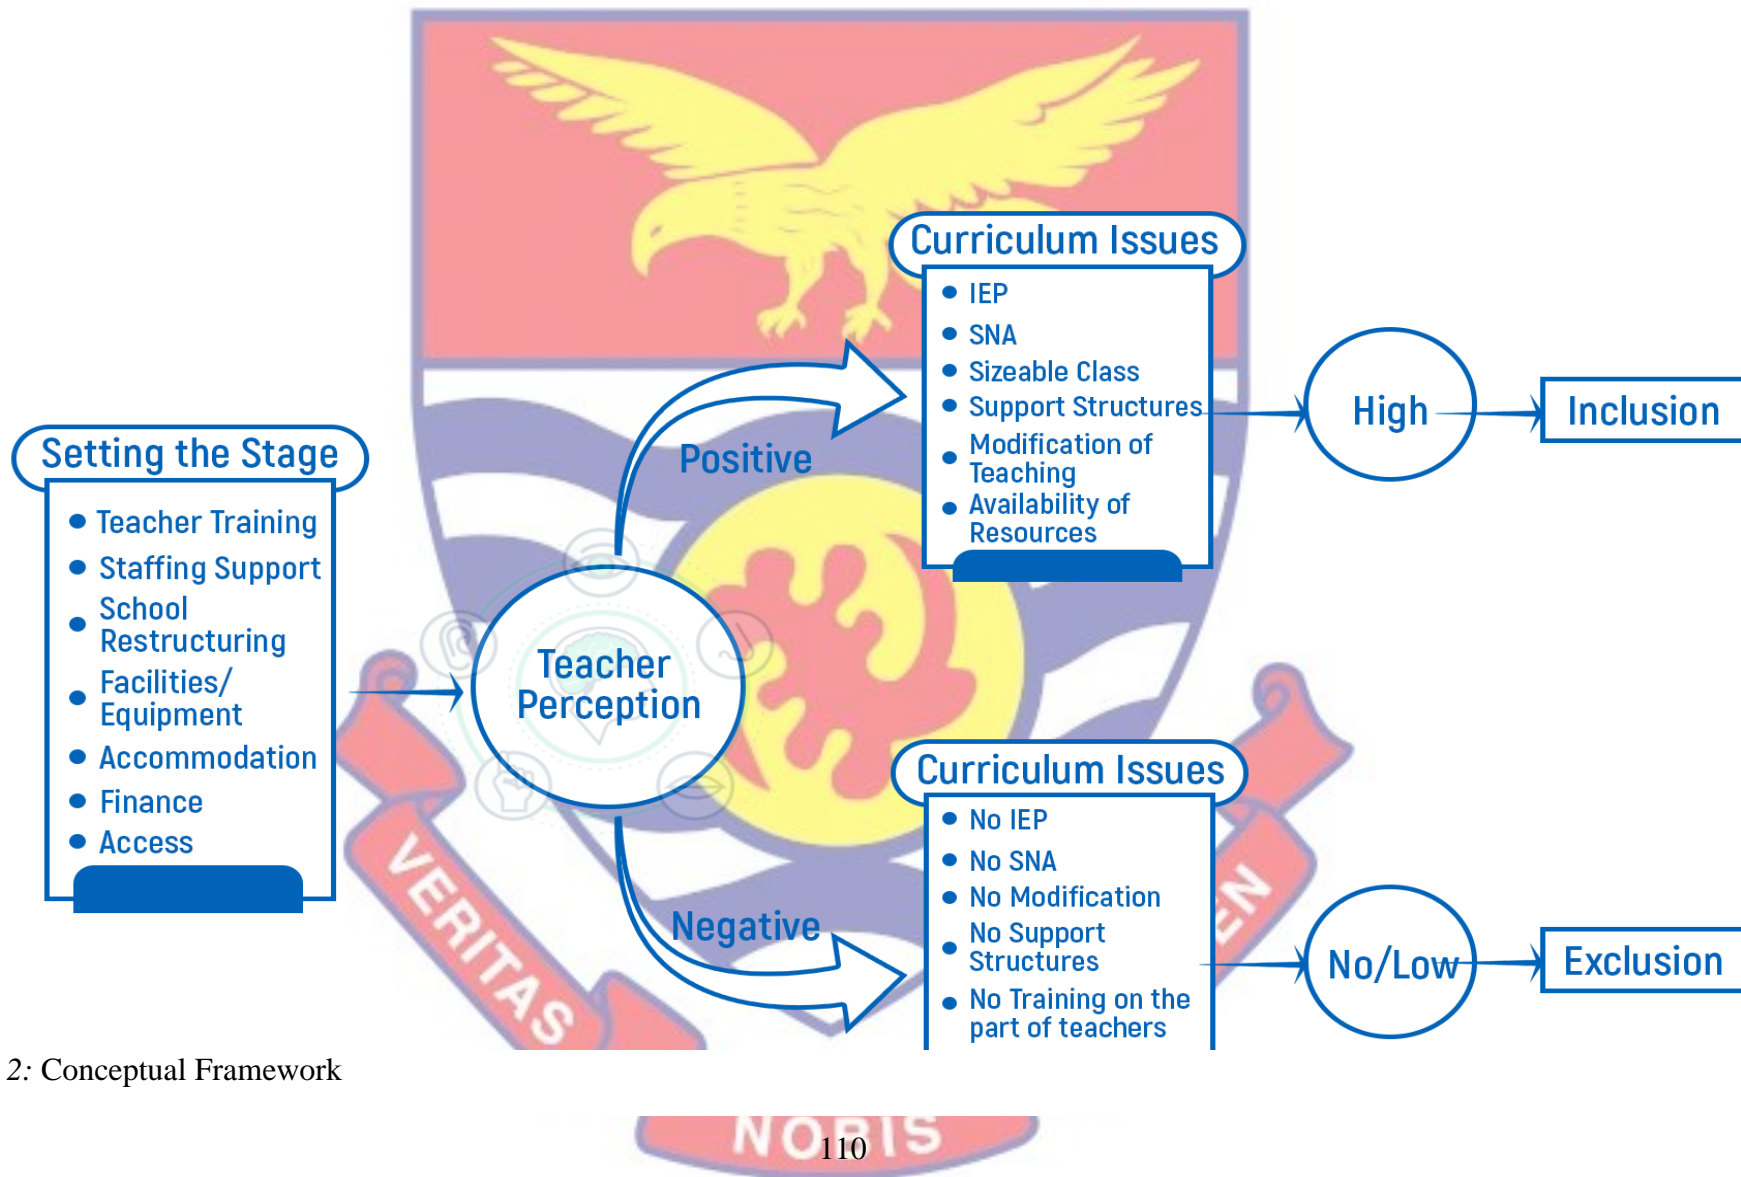 Setting the Stage
Teacher Training
Staffing Support
School
Restructuring
Facilities/
Equipment
Accommodation
Finance
Access
Teacher
Perception
Positive
Negative
Curriculum Issues
IEP
SNA
Sizeable Class
Support Structures
Modification of
Teaching
Availability of
Resources
High
Inclusion
Curriculum Issues
No IEP
No SNA
No Modification
No Support
Structures
No Training on the
part of teachers
No/Low
Exclusion
VERITAS
EN
2: Conceptual Framework
NOBIS
110